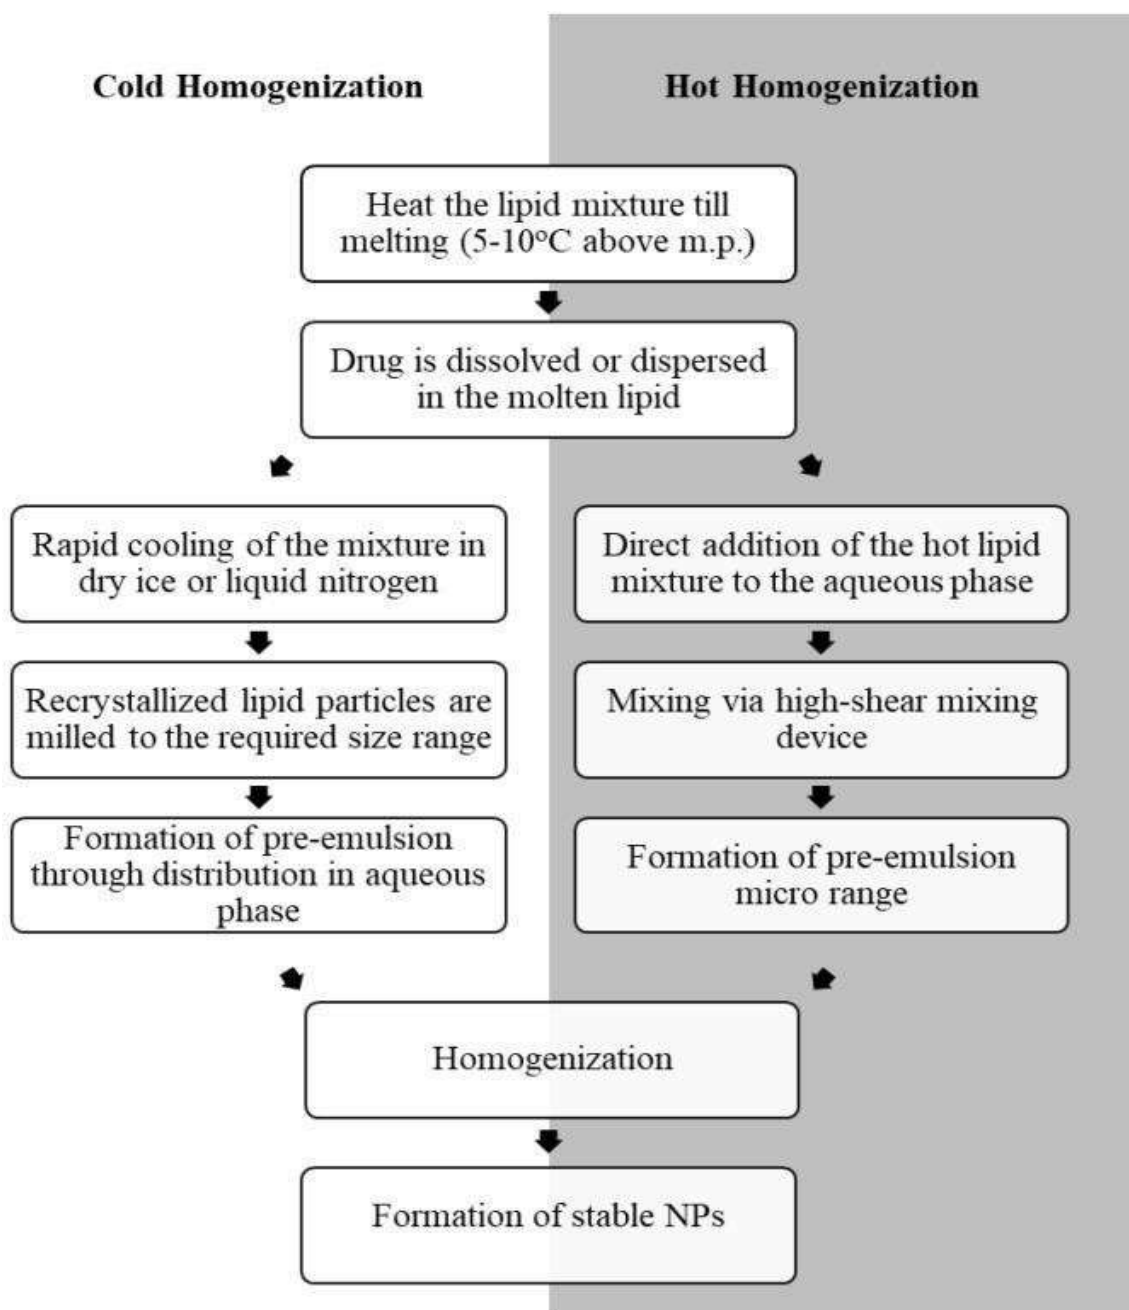 Cold Homogenization
Hot Homogenization
Heat the lipid mixture till
melting (5-10°C above m.p.)
Drug is dissolved or dispersed
in the molten lipid
Rapid cooling of the mixture in
dry ice or liquid nitrogen
Direct addition of the hot lipid
mixture to the aqueous phase
Recrystallized lipid particles are
milled to the required size range
Mixing via high-shear mixing
device
Formation of pre-emulsion
through distribution in aqueous
phase
Formation of pre-emulsion
micro range
Homogenization
Formation of stable NPs